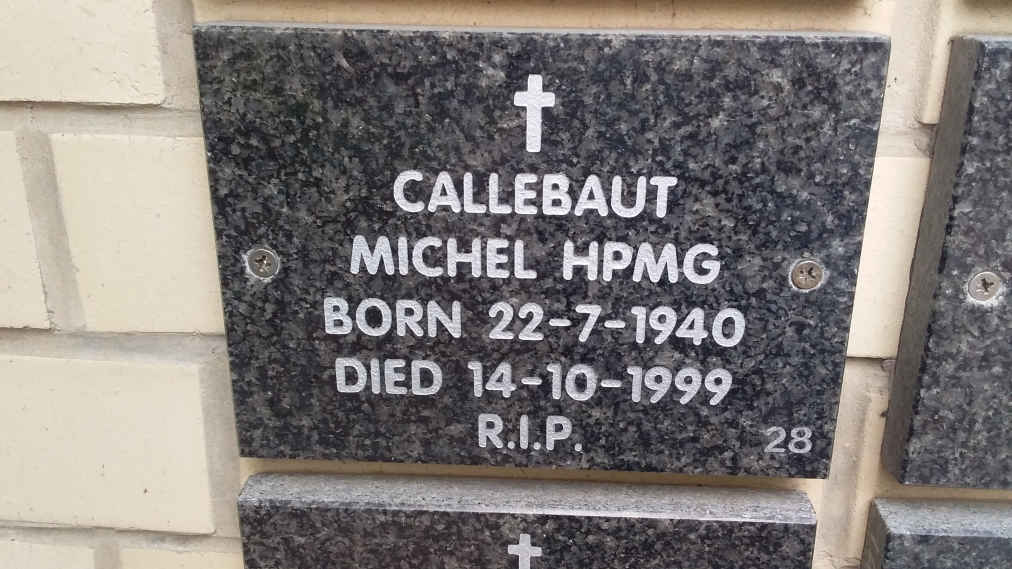 CALLEBAUT
MICHEL HPMG
BORN 22-7-1940
DIED 14-10-1999
R.I.P.
28